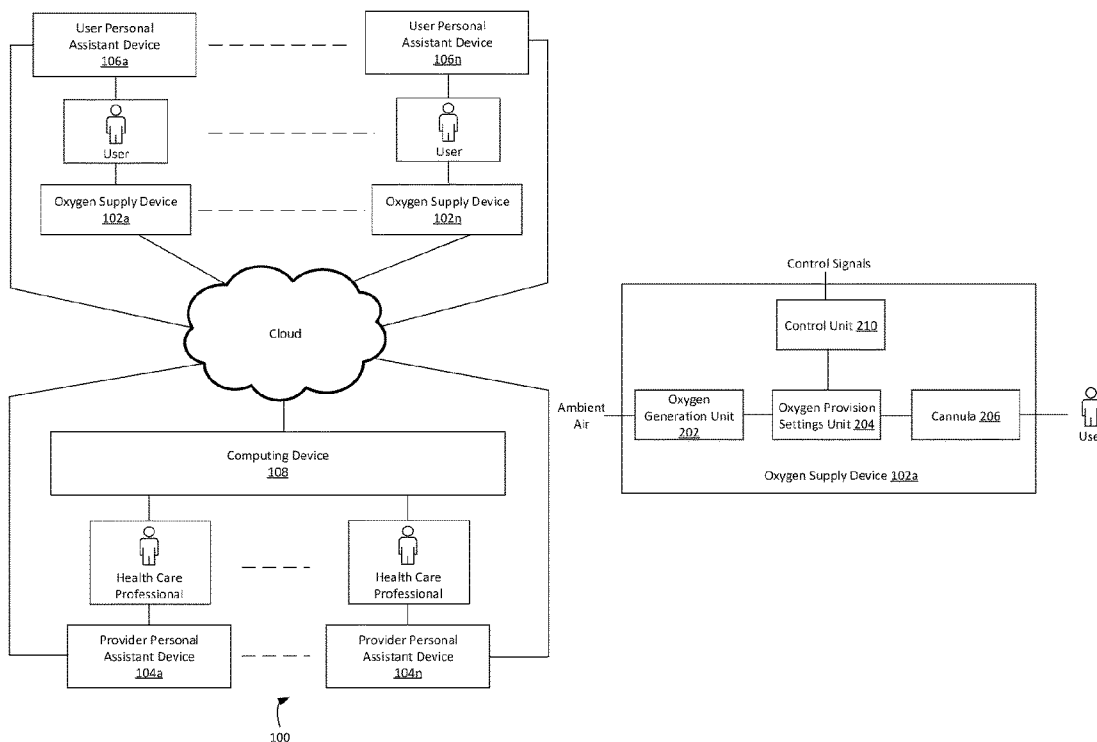 User Personal
Assistant Device
106a
User Personal
Assistant Device
106n
User
User
Oxygen Supply Device
102a
Oxygen Supply Device
102n
Cloud
Computing Device
108
Health Care
Professional
Health Care
Professional
Provider Personal
Assistant Device
104a
Provider Personal
Assistant Device
104n
100
Control Signals
Control Unit 210
Ambient
Air
Oxygen
Generation Unit
202
Oxygen Provision
Settings Unit 204
Cannula 206
Use
Oxygen Supply Device 102a